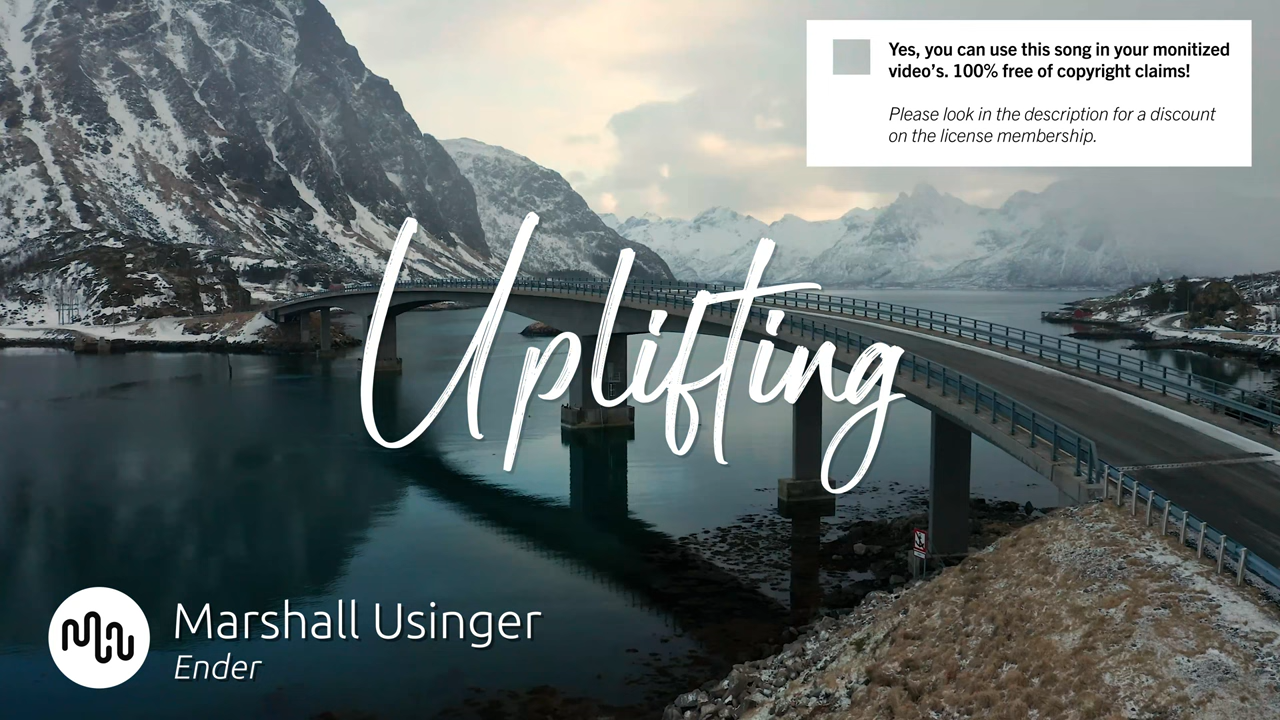 Yes, you can use this song in your monitized
video's. 100% free of copyright claims!
Please look in the description for a discount
on the license membership.
Uplifting
Marshall Usinger
Ender